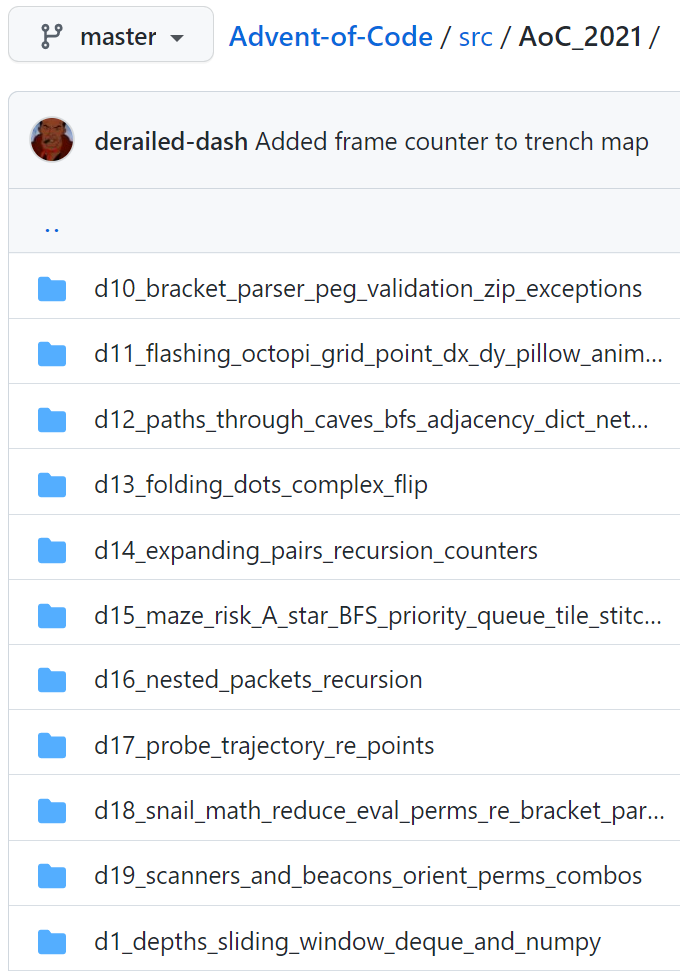 master Advent-of-Code / src / AoC_2021 /
derailed-dash Added frame counter to trench map
..
d10_bracket_parser_peg_validation_zip_exceptions
d11_flashing_octopi_grid_point_dx_dy_pillow_anim...
d12_paths_through_caves_bfs_adjacency_dict_net...
d13_folding_dots_complex_flip
d14_expanding_pairs_recursion_counters
d15_maze_risk_A_star_BFS_priority_queue_tile_stitc...
d16_nested_packets_recursion
d17_probe_trajectory_re_points
d18_snail_math_reduce_eval_perms_re_bracket_par...
d19_scanners_and_beacons_orient_perms_combos
d1_depths_sliding_window_deque_and_numpy